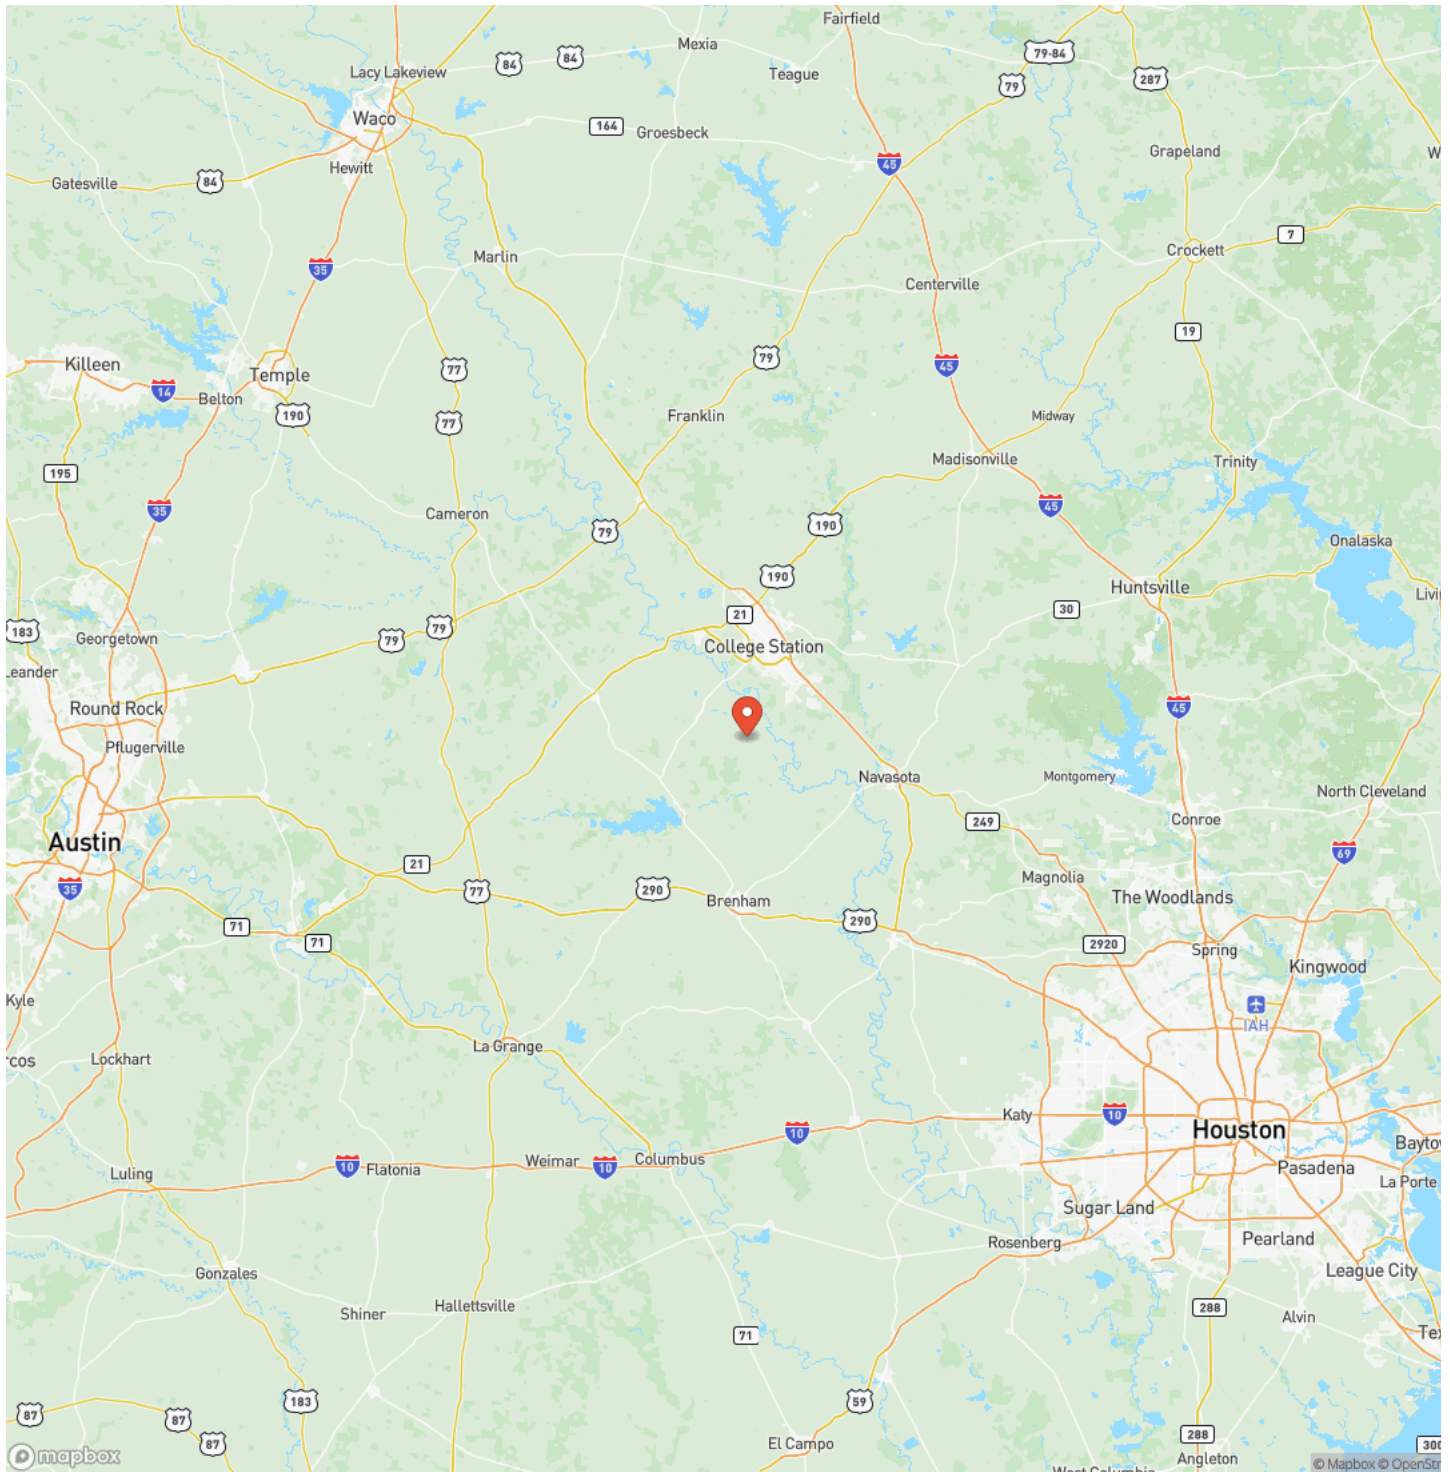 Fairfield
Mexia
84
84
79-84
Lacy Lakeview
Teague
79
287
Waco
164
Groesbeck
Hewitt
Grapeland
45
Gatesville
84
7
Marlin
35
Crockett
Centerville
19
79
Killeen
45
77
Temple
14
Belton
190
Franklin
Midway
77
Madisonville
Trinity
195
45
35
Cameron
190
79
Onalaska
190
Huntsville
30
21
183
79
79
Georgetown
College Station
Leander
45
Round Rock
Pflugerville
Navasota
Montgomery
North Cleveland
249
Conroe
Austin
69
21
Magnolia
35
77
290
The Woodlands
Brenham
290
71
71
2920
Spring
Kingwood
Kyle
IAH
La Grange
rcos
Lockhart
10
Katy
10
Houston
Baytow
10
Flatonia
Weimar
10
Columbus
Luling
Pasadena
La Porte
Sugar Land
Rosenberg
Pearland
Gonzales
League City
Shiner
Hallettsville
288
Alvin
71
Tex
183
59
87
87
87
288
300
El Campo
mapbox
Angleton
West Columbia
© Mapbox © OpenStr